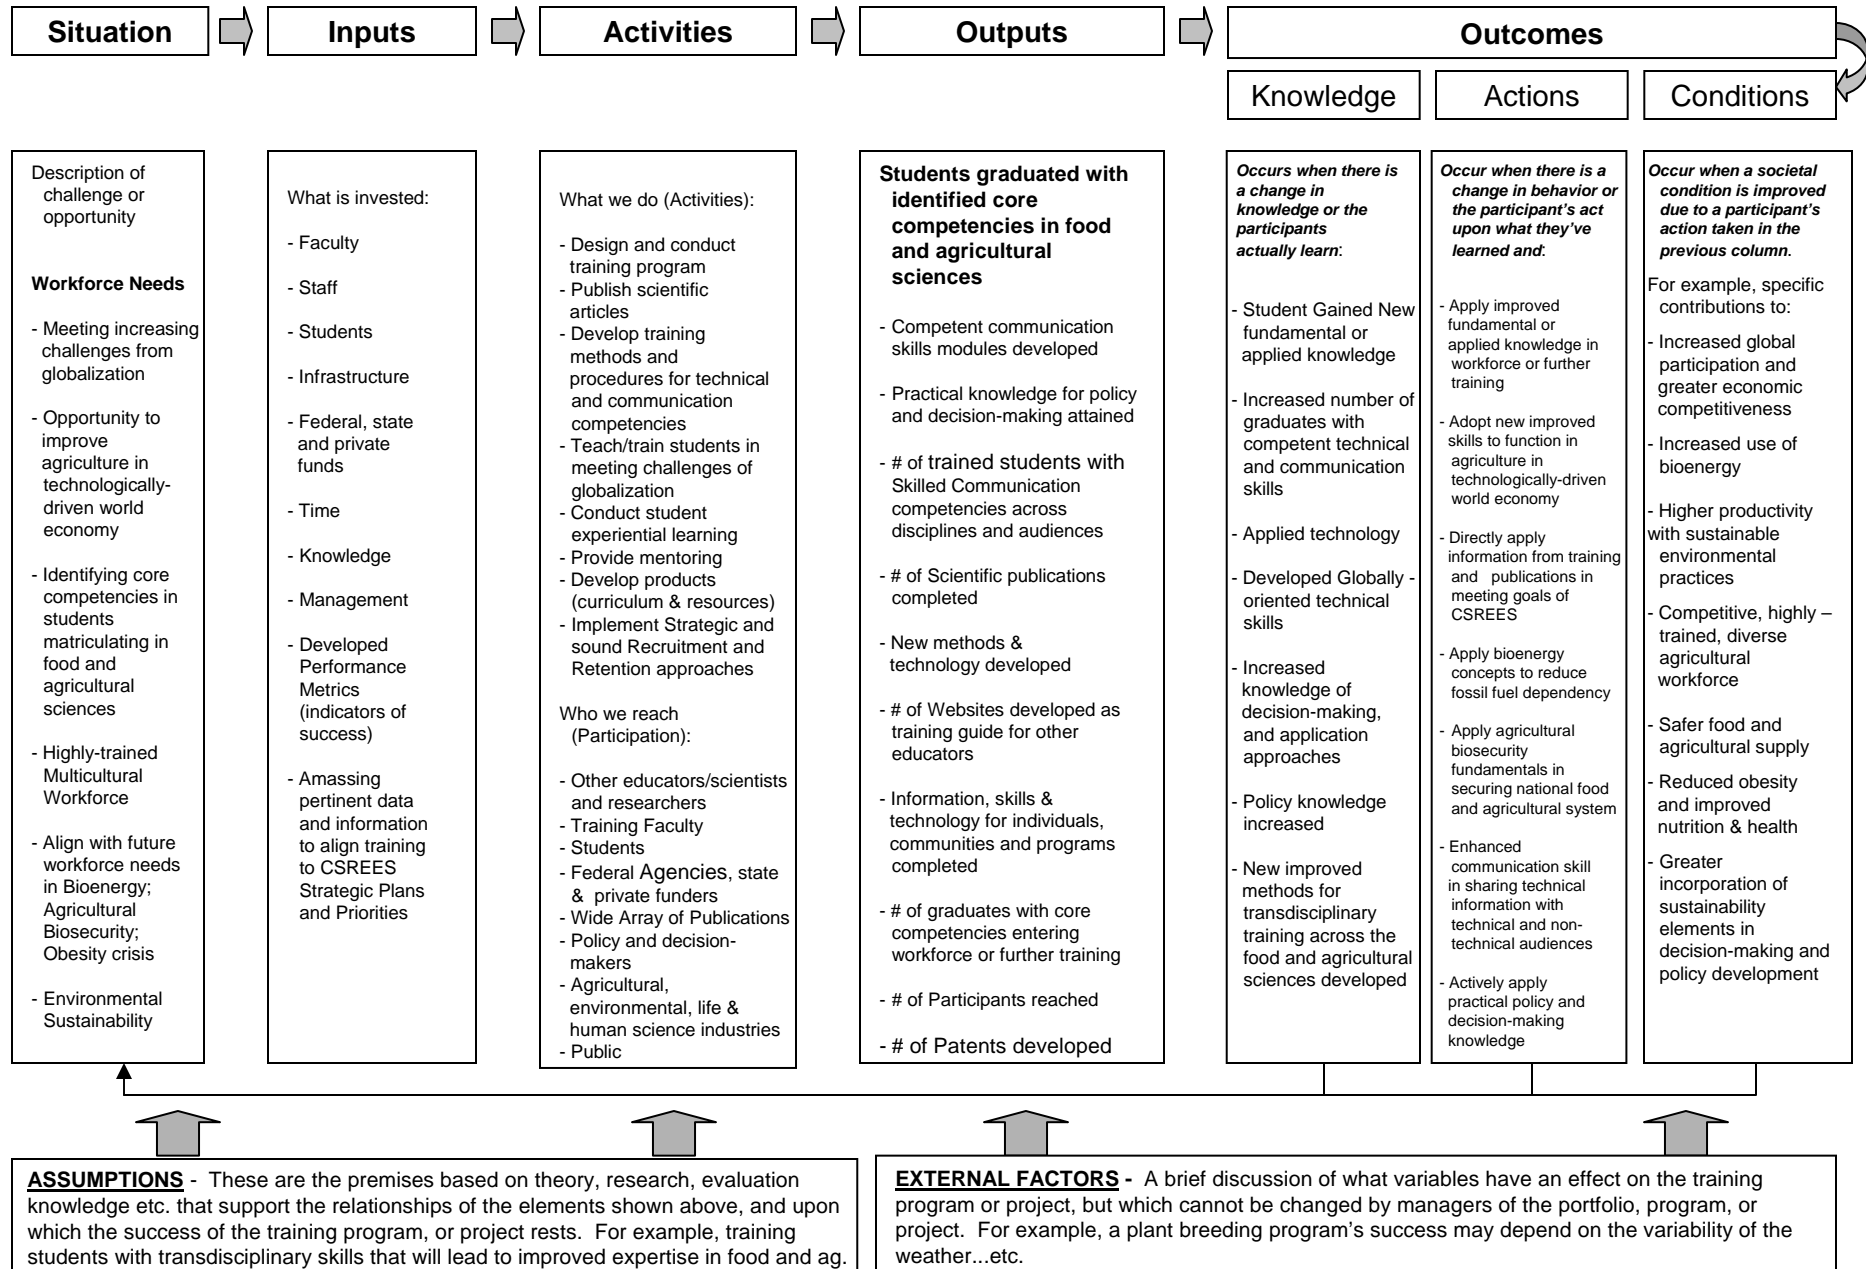 Situation
Inputs
Activities
Outputs
Outcomes
Knowledge
Actions
Conditions
Description of
challenge or
opportunity
Workforce Needs
- Meeting increasing
challenges from
globalization
- Opportunity to
improve
agriculture in
technologically-
driven world
economy
- Identifying core
competencies in
students
matriculating in
food and
agricultural
sciences
- Highly-trained
Multicultural
Workforce
- Align with future
workforce needs
in Bioenergy;
Agricultural
Biosecurity;
Obesity crisis
- Environmental
Sustainability
What is invested:
- Faculty
- Staff
- Students
- Infrastructure
- Federal, state
and private
funds
- Time
- Knowledge
- Management
- Developed
Performance
Metrics
(indicators of
success)
- Amassing
pertinent data
and information
to align training
to CSREES
Strategic Plans
and Priorities
What we do (Activities):
- Design and conduct
training program
- Publish scientific
articles
- Develop training
methods and
procedures for technical
and communication
competencies
- Teach/train students in
meeting challenges of
globalization
- Conduct student
experiential learning
- Provide mentoring
- Develop products
(curriculum & resources)
- Implement Strategic and
sound Recruitment and
Retention approaches
Who we reach
(Participation):
- Other educators/scientists
and researchers
- Training Faculty
- Students
- Federal Agencies, state
& private funders
- Wide Array of Publications
- Policy and decision-
makers
- Agricultural,
environmental, life &
human science industries
- Public
Students graduated with
identified core
competencies in food
and agricultural
sciences
- Competent communication
skills modules developed
- Practical knowledge for policy
and decision-making attained
- # of trained students with
Skilled Communication
competencies across
disciplines and audiences
- # of Scientific publications
completed
- New methods &
technology developed
- # of Websites developed as
training guide for other
educators
- Information, skills &
technology for individuals,
communities and programs
completed
- # of graduates with core
competencies entering
workforce or further training
- # of Participants reached
- # of Patents developed
Occurs when there is
a change in
knowledge or the
participants
actually learn:
- Student Gained New
fundamental or
applied knowledge
- Increased number of
graduates with
competent technical
and communication
skills
- Applied technology
- Developed Globally -
oriented technical
skills
- Increased
knowledge of
decision-making,
and application
approaches
- Policy knowledge
increased
- New improved
methods for
transdisciplinary
training across the
food and agricultural
sciences developed
Occur when there is a
change in behavior or
the participant's act
upon what they've
learned and:
- Apply improved
fundamental or
applied knowledge in
workforce or further
training
- Adopt new improved
skills to function in
agriculture in
technologically-driven
world economy
- Directly apply
information from training
and publications in
meeting goals of
CSREES
- Apply bioenergy
concepts to reduce
fossil fuel dependency
- Apply agricultural
biosecurity
fundamentals in
securing national food
and agricultural system
- Enhanced
communication skill
in sharing technical
information with
technical and non-
technical audiences
- Actively apply
practical policy and
decision-making
knowledge
Occur when a societal
condition is improved
due to a participant's
action taken in the
previous column.
For example, specific
contributions to:
- Increased global
participation and
greater economic
competitiveness
- Increased use of
bioenergy
- Higher productivity
with sustainable
environmental
practices
- Competitive, highly –
trained, diverse
agricultural
workforce
- Safer food and
agricultural supply
- Reduced obesity
and improved
nutrition & health
- Greater
incorporation of
sustainability
elements in
decision-making and
policy development
ASSUMPTIONS - These are the premises based on theory, research, evaluation
knowledge etc. that support the relationships of the elements shown above, and upon
which the success of the training program, or project rests. For example, training
students with transdisciplinary skills that will lead to improved expertise in food and ag.
EXTERNAL FACTORS - A brief discussion of what variables have an effect on the training
program or project, but which cannot be changed by managers of the portfolio, program, or
project. For example, a plant breeding program's success may depend on the variability of the
weather...etc.